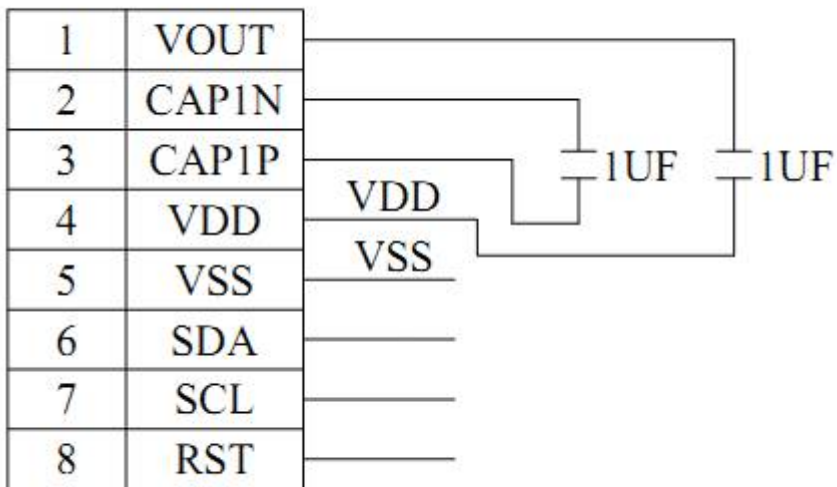 1 VOUT
2 CAP1N
3 CAP1P 1UF 1UF
4 VDD VDD
5 VSS VSS
6 SDA
7 SCL
8 RST